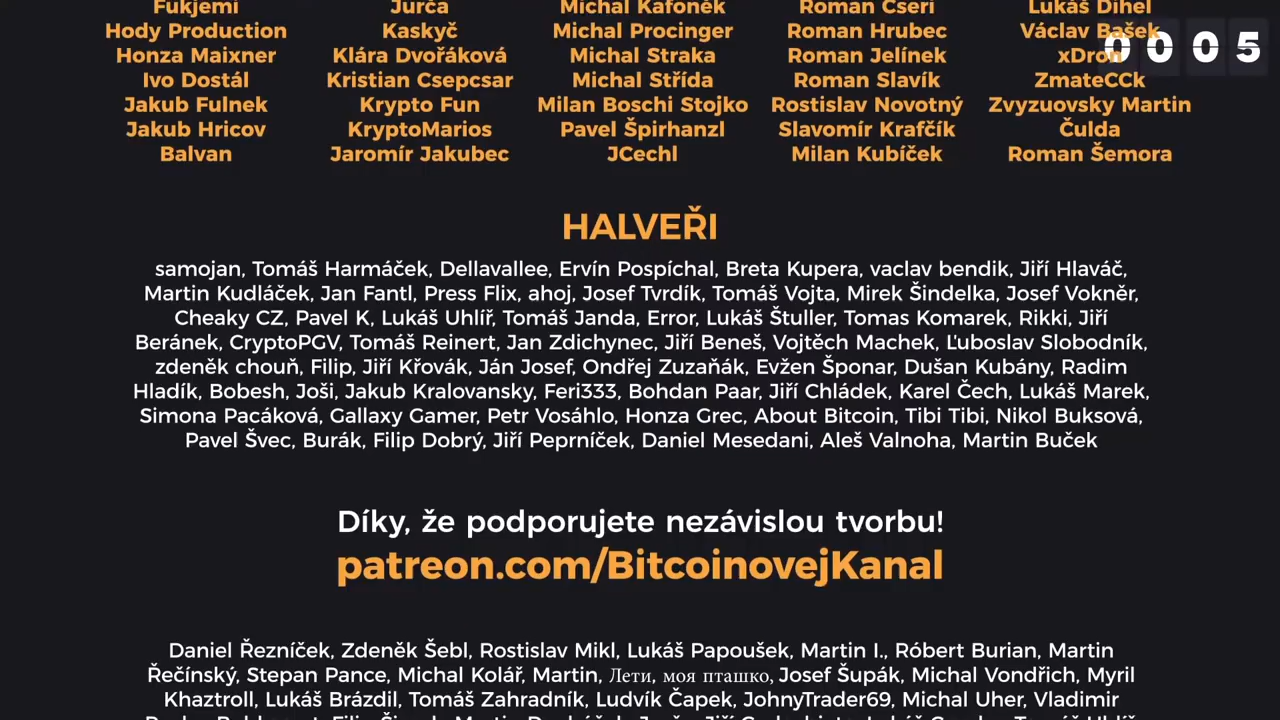 Fukjemi Jurča Michal Kafoněk Roman Cseri Lukáš Dihel
Hody Production Kaskyč Michal Procinger Roman Hrubec Václav Bašek
Honza Maixner Klára Dvořáková Michal Straka Roman Jelínek xDron
0005
Ivo Dostál Kristian Csepcsar Michal Střída Roman Slavík ZmateCCk
Jakub Fulnek Krypto Fun Milan Boschi Stojko Rostislav Novotný Zvyzuovsky Martin
Jakub Hricov KryptoMarios Pavel Špirhanzl Slavomír Krafčík Čulda
Balvan Jaromír Jakubec JCechl Milan Kubíček Roman Šemora
HALVEŘI
samojan, Tomáš Harmáček, Dellavallee, Ervín Pospíchal, Breta Kupera, vaclav bendik, Jiří Hlaváč,
Martin Kudláček, Jan Fantl, Press Flix, ahoj, Josef Tvrdík, Tomáš Vojta, Mirek Šindelka, Josef Vokněr,
Cheaky CZ, Pavel K, Lukáš Uhlíř, Tomáš Janda, Error, Lukáš Štuller, Tomas Komarek, Rikki, Jiří
Beránek, CryptoPGV, Tomáš Reinert, Jan Zdichynec, Jiří Beneš, Vojtěch Machek, Ľuboslav Slobodník,
zdeněk chouň, Filip, Jiří Křovák, Ján Josef, Ondřej Zuzaňák, Evžen Šponar, Dušan Kubány, Radim
Hladík, Bobesh, Joši, Jakub Kralovansky, Feri333, Bohdan Paar, Jiří Chládek, Karel Čech, Lukáš Marek,
Simona Pacáková, Gallaxy Gamer, Petr Vosáhlo, Honza Grec, About Bitcoin, Tibi Tibi, Nikol Buksová,
Pavel Švec, Burák, Filip Dobrý, Jiří Peprníček, Daniel Mesedani, Aleš Valnoha, Martin Buček
Díky, že podporujete nezávislou tvorbu!
patreon.com/BitcoinovejKanal
Daniel Řezníček, Zdeněk Šebl, Rostislav Mikl, Lukáš Papoušek, Martin I., Róbert Burian, Martin
Řečínský, Stepan Pance, Michal Kolář, Martin, Лети, моя пташко, Josef Šupák, Michal Vondřich, Myril
Khaztroll, Lukáš Brázdil, Tomáš Zahradník, Ludvík Čapek, JohnyTrader69, Michal Uher, Vladimir